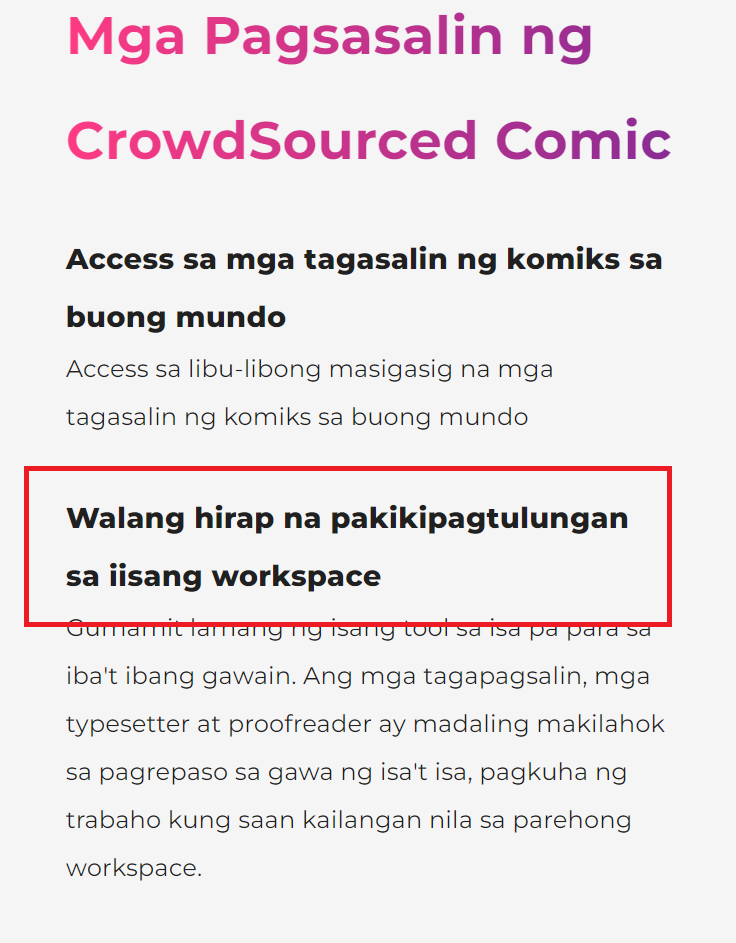 Mga Pagsasalin ng
CrowdSourced Comic
Access sa mga tagasalin ng komiks sa
buong mundo
Access sa libu-libong masigasig na mga
tagasalin ng komiks sa buong mundo
Walang hirap na pakikipagtulungan
sa iisang workspace
Gumamit lamang ng isang tool sa isa pa para sa
iba't ibang gawain. Ang mga tagapagsalin, mga
typesetter at proofreader ay madaling makilahok
sa pagrepaso sa gawa ng isa't isa, pagkuha ng
trabaho kung saan kailangan nila sa parehong
workspace.